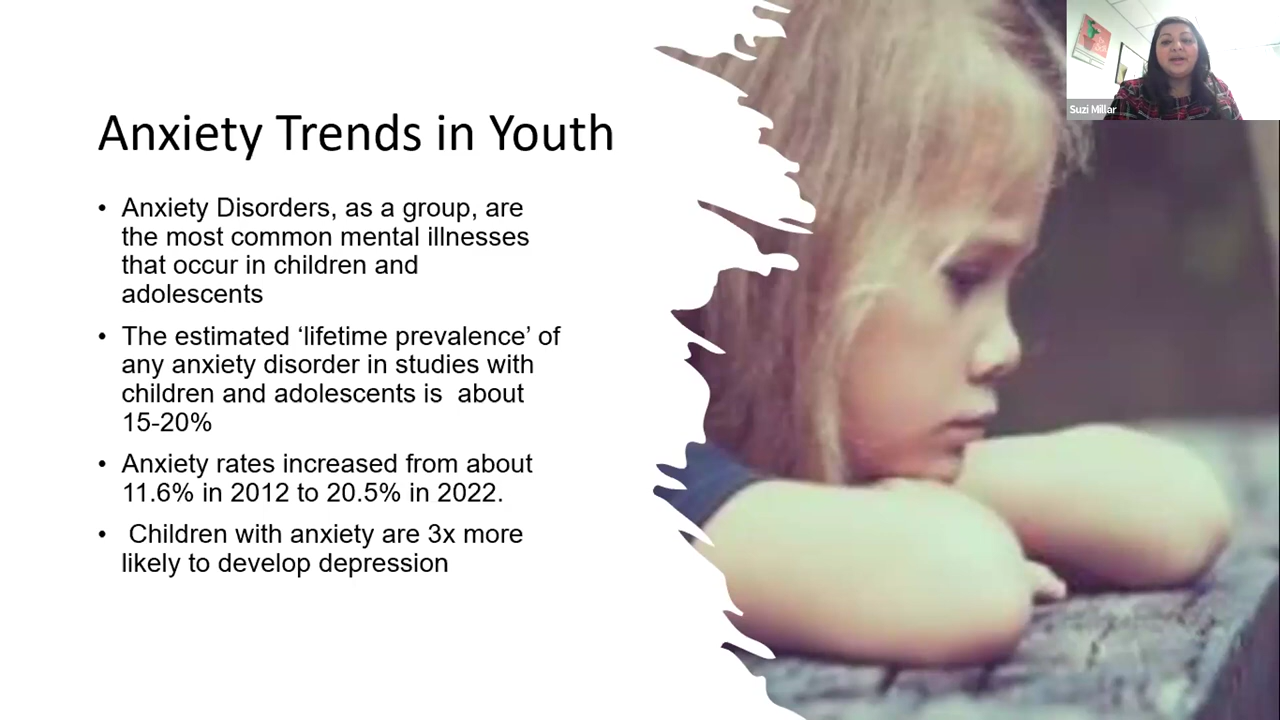 Anxiety Trends in Youth
• Anxiety Disorders, as a group, are
the most common mental illnesses
that occur in children and
adolescents
• The estimated ‘lifetime prevalence’ of
any anxiety disorder in studies with
children and adolescents is  about
15-20%
• Anxiety rates increased from about
11.6% in 2012 to 20.5% in 2022.
•  Children with anxiety are 3x more
likely to develop depression
Suzi Millar